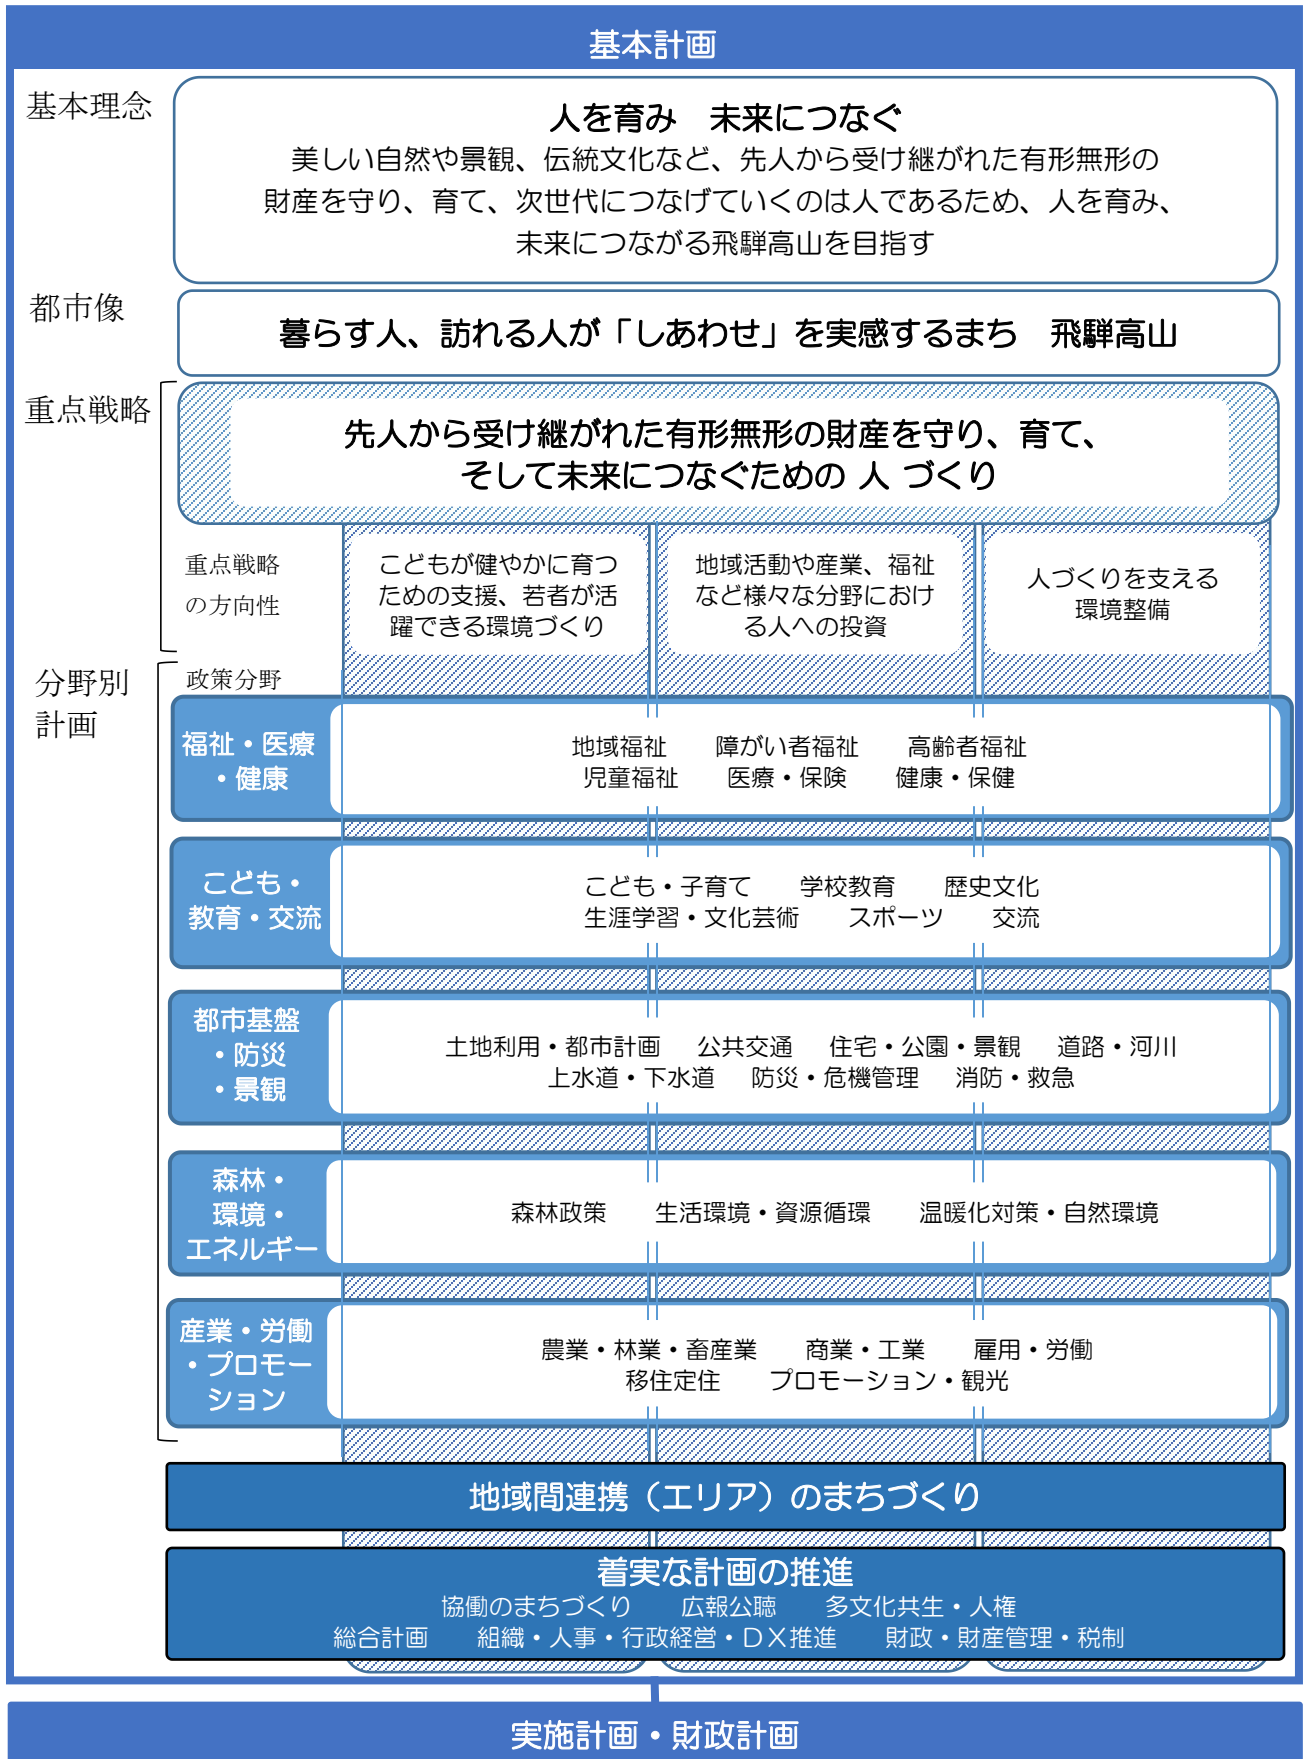 基本計画
基本理念
人を育み　未来につなぐ
美しい自然や景観、伝統文化など、先人から受け継がれた有形無形の
財産を守り、育て、次世代につなげていくのは人であるため、人を育み、
未来につながる飛騨高山を目指す
都市像
暮らす人、訪れる人が「しあわせ」を実感するまち　飛騨高山
重点戦略
先人から受け継がれた有形無形の財産を守り、育て、
そして未来につなぐための 人 づくり
重点戦略
の方向性
こどもが健やかに育つ
ための支援、若者が活
躍できる環境づくり
地域活動や産業、福祉
など様々な分野におけ
る人への投資
人づくりを支える
環境整備
分野別
計画
政策分野
福祉・医療
・健康
地域福祉　　障がい者福祉　　高齢者福祉
児童福祉　　医療・保険　　健康・保健
こども・
教育・交流
こども・子育て　　学校教育　　歴史文化
生涯学習・文化芸術　　スポーツ　　交流
都市基盤
・防災
・景観
土地利用・都市計画　公共交通　住宅・公園・景観　道路・河川
上水道・下水道　防災・危機管理　消防・救急
森林・
環境・
エネルギー
森林政策　　生活環境・資源循環　　温暖化対策・自然環境
産業・労働
・プロモー
ション
農業・林業・畜産業　　商業・工業　　雇用・労働
移住定住　　プロモーション・観光
地域間連携（エリア）のまちづくり
着実な計画の推進
協働のまちづくり　　広報公聴　　多文化共生・人権
総合計画　　組織・人事・行政経営・ＤＸ推進　　財政・財産管理・税制
実施計画・財政計画